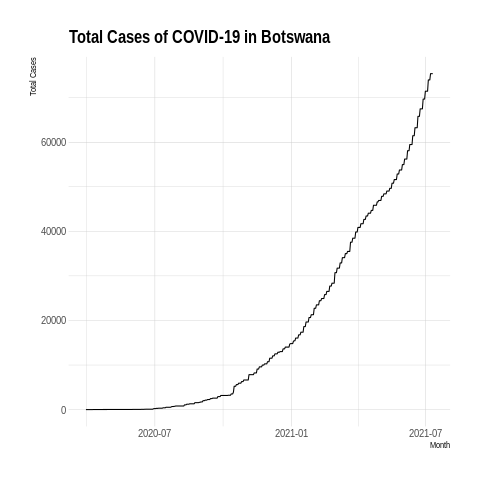 Total Cases of COVID-19 in Botswana
Total Cases
60000
40000
20000
0
2020-07
2021-01
2021-07
Month